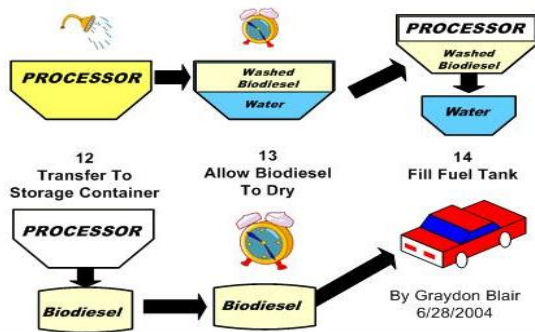 PROCESSOR
Washed
Biodiesel
Water
PROCESSOR
Washed
Biodiesel
Water
12
Transfer To
Storage Container
13
Allow Biodiesel
To Dry
14
Fill Fuel Tank
PROCESSOR
Biodiesel
Biodiesel
By Graydon Blair
6/28/2004